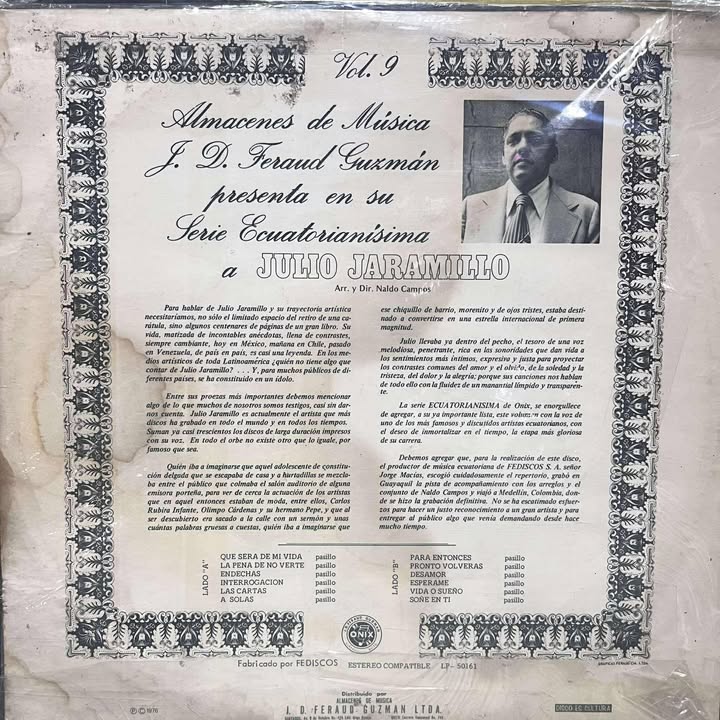 Vol. 9
Almacenes de Música
J. D. Feraud Guzmán
presenta en su
Serie Ecuatorianísima
a JULIO JARAMILLO
Arr. y Dir. Naldo Campos
Para hablar de Julio Jaramillo y su trayectoria artística
necesitaríamos, no sólo el limitado espacio del retiro de una ca-
rátula, sino algunos centenares de páginas de un gran libro. Su
vida, matizada de incontables anécdotas, llena de contrastes,
siempre cambiante, hoy en México, mañana en Chile, pasado
en Venezuela, de país en país, es casi una leyenda. En los me-
dios artísticos de toda Latinoamérica ¿quién no tiene algo que
contar de Julio Jaramillo? . . . Y, para muchos públicos de di-
ferentes países, se ha constituido en un ídolo.
Entre sus proezas más importantes debemos mencionar
algo de lo que muchos de nosotros somos testigos, casi sin dar-
nos cuenta. Julio Jaramillo es actualmente el artista que más
discos ha grabado en todo el mundo y en todos los tiempos.
Suman ya casi trescientos los discos de larga duración impresos
con su voz. En todo el orbe no existe otro que lo iguale, por
famoso que sea.
Quién iba a imaginarse que aquel adolescente de constitu-
ción delgada que se escapaba de casa y a hurtadillas se mezcla-
ba entre el público que colmaba el salón auditorio de alguna
emisora porteña, para ver de cerca la actuación de los artistas
que en aquel entonces estaban de moda, entre ellos, Carlos
Rubira Infante, Olimpo Cárdenas y su hermano Pepe, y que al
ser descubierto era sacado a la calle con un sermón y unas
cuántas palabras gruesas a cuestas, quién iba a imaginarse que
ese chiquillo de barrio, morenito y de ojos tristes, estaba desti-
nado a convertirse en una estrella internacional de primera
magnitud.
Julio llevaba ya dentro del pecho, el tesoro de una voz
melodiosa, penetrante, rica en las sonoridades que dan vida a
los sentimientos más íntimos, expresivo y justa para proyectar
los contrastes comunes del amor y el olvido, de la soledad y la
tristeza, del dolor y la alegría; porque sus canciones nos hablan
de todo ello con la fluidez de un manantial límpido y transparen-
te.
La serie ECUATORIANISIMA de Onix, se enorgullece
de agregar, a su ya importante lista, este volumen con la voz de
uno de los más famosos y discutidos artistas ecuatorianos, con
el deseo de inmortalizar en el tiempo, la etapa más gloriosa
de su carrera.
Debemos agregar que, para la realización de este disco,
el productor de música ecuatoriana de FEDISCOS S. A. señor
Jorge Macías, escogió cuidadosamente el repertorio, grabó en
Guayaquil la pista de acompañamiento con los arreglos y el
conjunto de Naldo Campos y viajó a Medellín, Colombia, don-
de se hizo la grabación definitiva. No se ha escatimado esfuer-
zos para hacer un justo reconocimiento a un gran artista y para
entregar al público algo que venía demandando desde hace
mucho tiempo.
LADO "A"
QUE SERA DE MI VIDA pasillo
LA PENA DE NO VERTE pasillo
ENDECHAS pasillo
INTERROGACION pasillo
LAS CARTAS pasillo
A SOLAS pasillo
LADO "B"
PARA ENTONCES pasillo
PRONTO VOLVERAS pasillo
DESAMOR pasillo
ESPERAME pasillo
VIDA O SUEÑO pasillo
SOÑE EN TI pasillo
ONIX
Fabricado por FEDISCOS ESTEREO COMPATIBLE LP- 50161
Distribuido por
ALMACENES DE MUSICA
J. D. FERAUD GUZMAN LTDA.
℗ © 1976
DISCO ES CULTURA